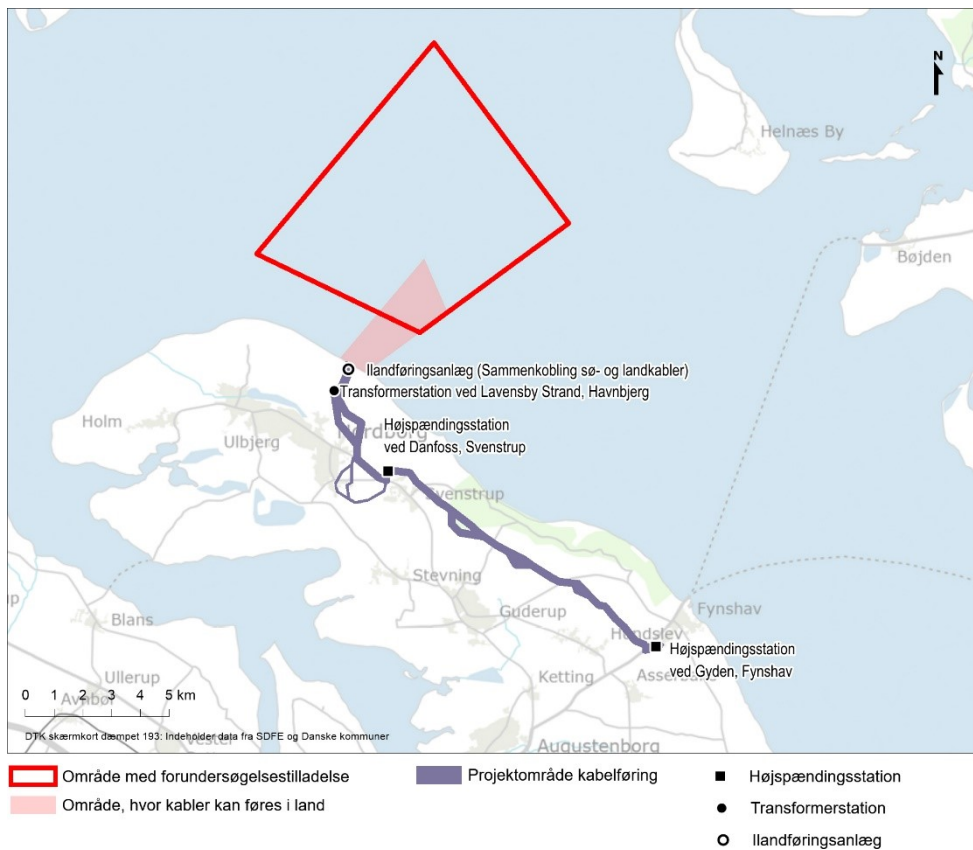 N
Helnæs By
Bøjden
Ilandføringsanlæg (Sammenkobling sø- og landkabler)
Transformerstation ved Lavensby Strand, Havnbjerg
Holm
Ulbjerg
Nordborg
Højspændingsstation
ved Danfoss, Svenstrup
Svenstrup
Stevning
Guderup
Fynshav
Hundslev
Blans
Ullerup
Ketting
Højspændingsstation
ved Gyden, Fynshav
Avnbøl
Vester
Augustenborg
0 1 2 3 4 5 km
DTK skærmkort dæmpet 193: Indeholder data fra SDFE og Danske kommuner
Område med forundersøgelsestilladelse
Område, hvor kabler kan føres i land
Projektområde kabelføring
Højspændingsstation
Transformerstation
Ilandføringsanlæg